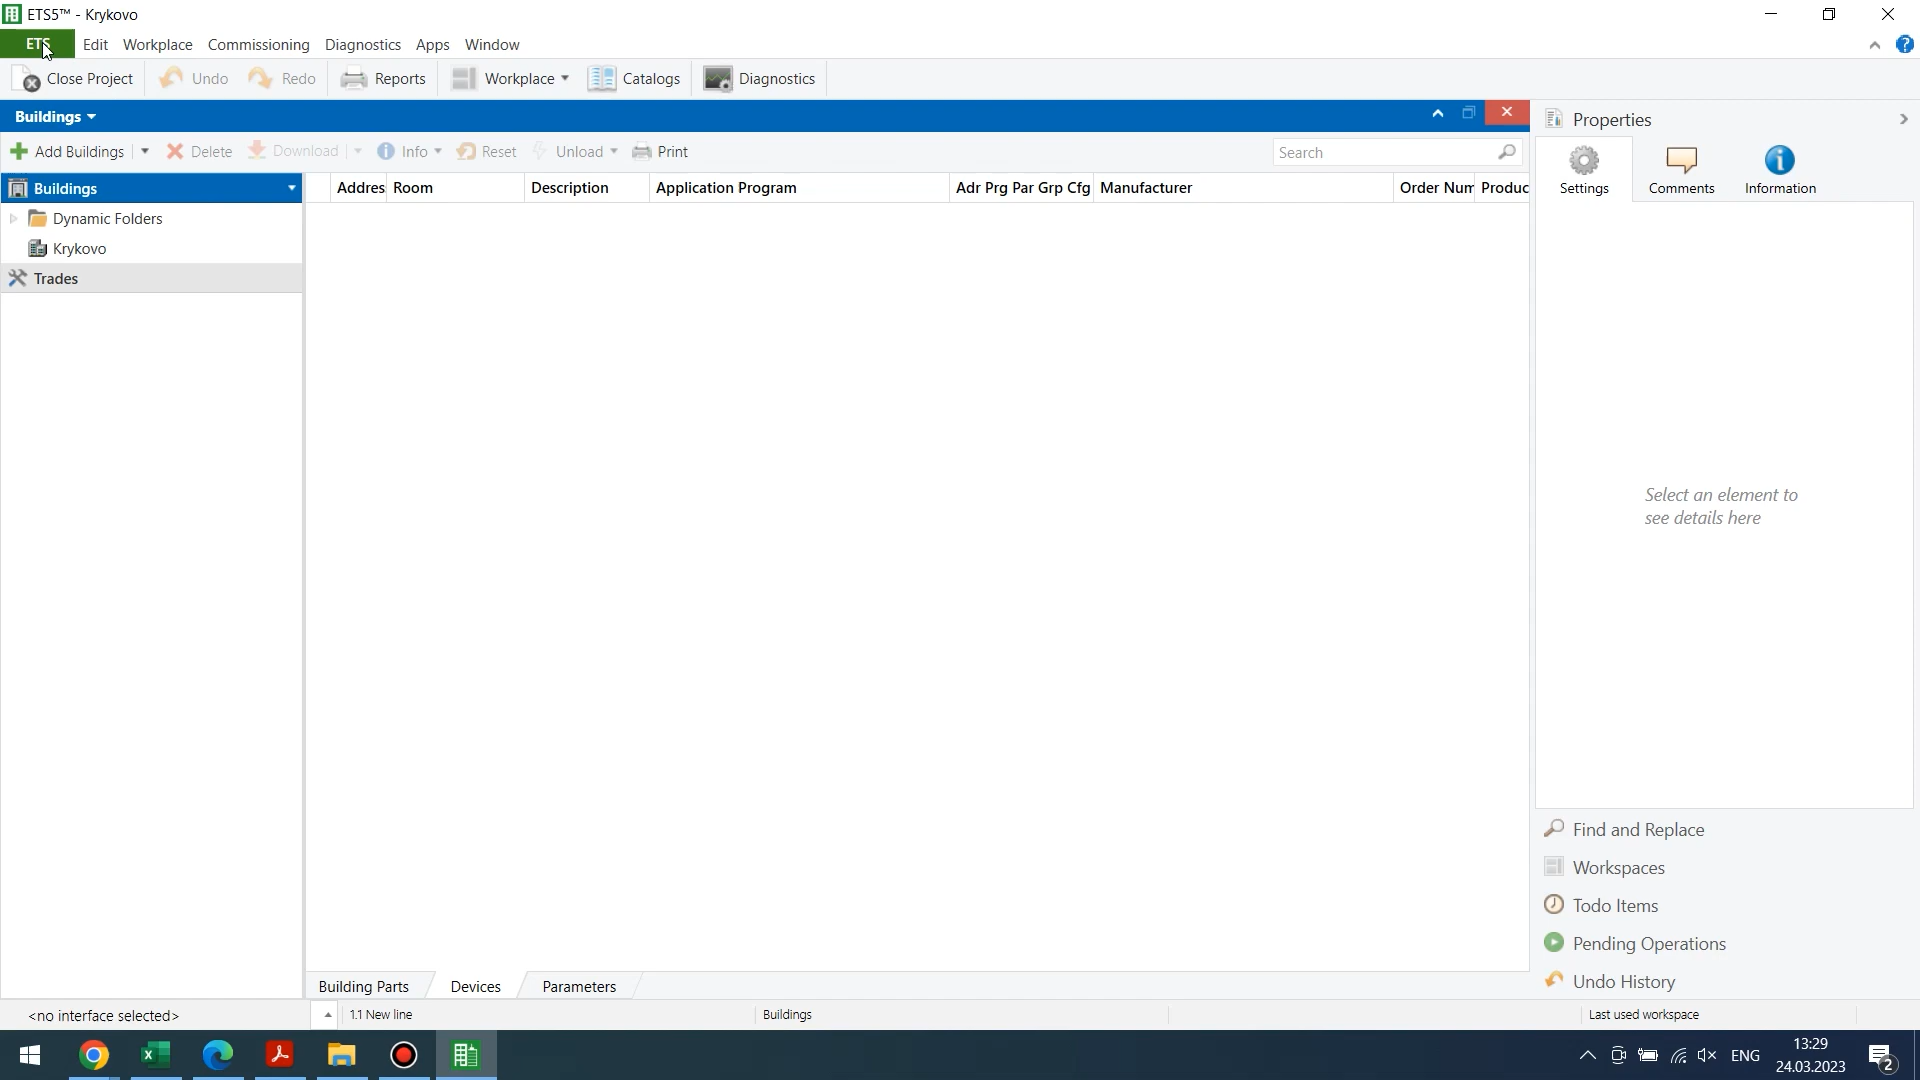 ETS5™ - Krykovo
ETS Edit Workplace Commissioning Diagnostics Apps Window
Close Project Undo Redo Reports Workplace Catalogs Diagnostics
Buildings
Add Buildings Delete Download Info Reset Unload Print Search
Buildings
Dynamic Folders
Krykovo
Trades
Addres Room Description Application Program Adr Prg Par Grp Cfg Manufacturer Order Num Produc
Properties
Settings Comments Information
Select an element to
see details here
Find and Replace
Workspaces
Todo Items
Pending Operations
Undo History
Building Parts Devices Parameters
<no interface selected> 1.1 New line Buildings Last used workspace
ENG 13:29
24.03.2023
2